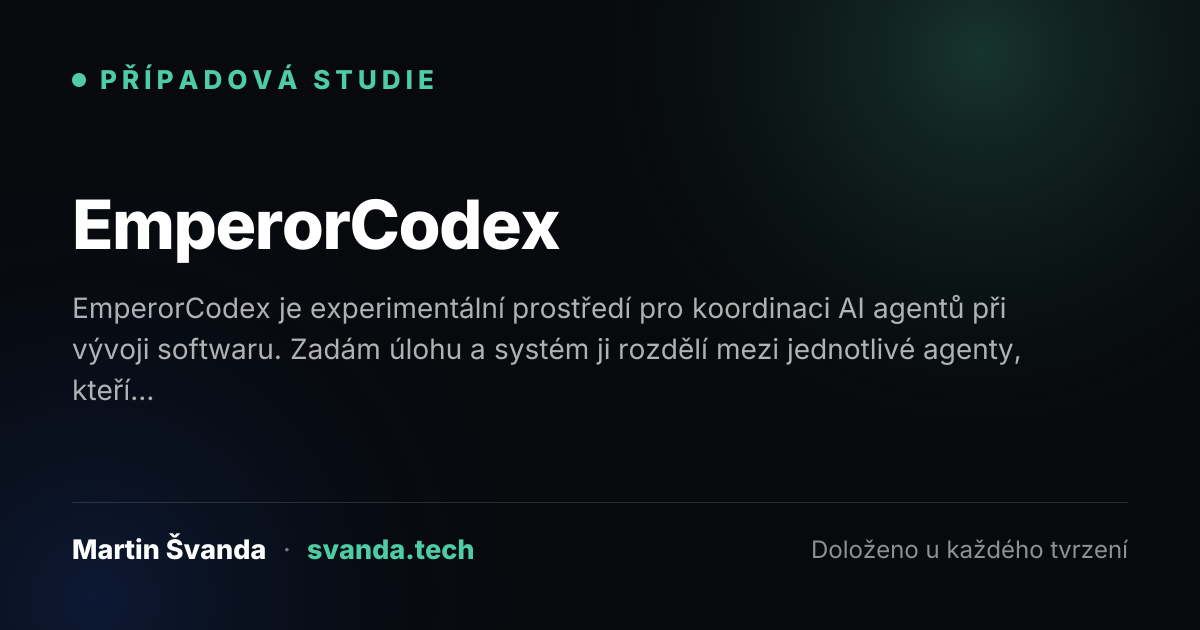 PŘÍPADOVÁ STUDIE
EmperorCodex
EmperorCodex je experimentální prostředí pro koordinaci AI agentů při
vývoji softwaru. Zadám úlohu a systém ji rozdělí mezi jednotlivé agenty,
kteří…
Martin Švanda · svanda.tech
Doloženo u každého tvrzení